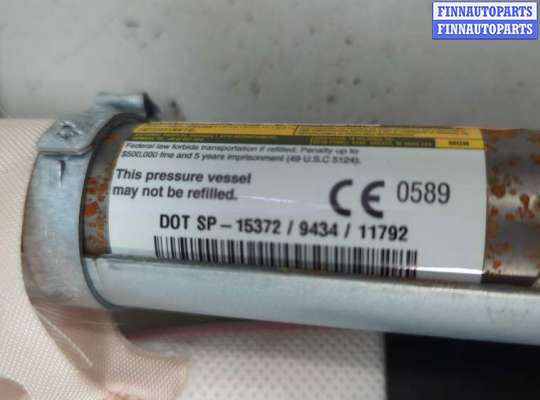 FINNAUTOPARTS
FINNAUTOPARTS
Federal law forbids transportation if refilled. Penalty up to
$500,000 fine and 5 years imprisonment (49 U.S.C 5124).
This pressure vessel
may not be refilled.
CE 0589
DOT SP - 15372 / 9434 / 11792